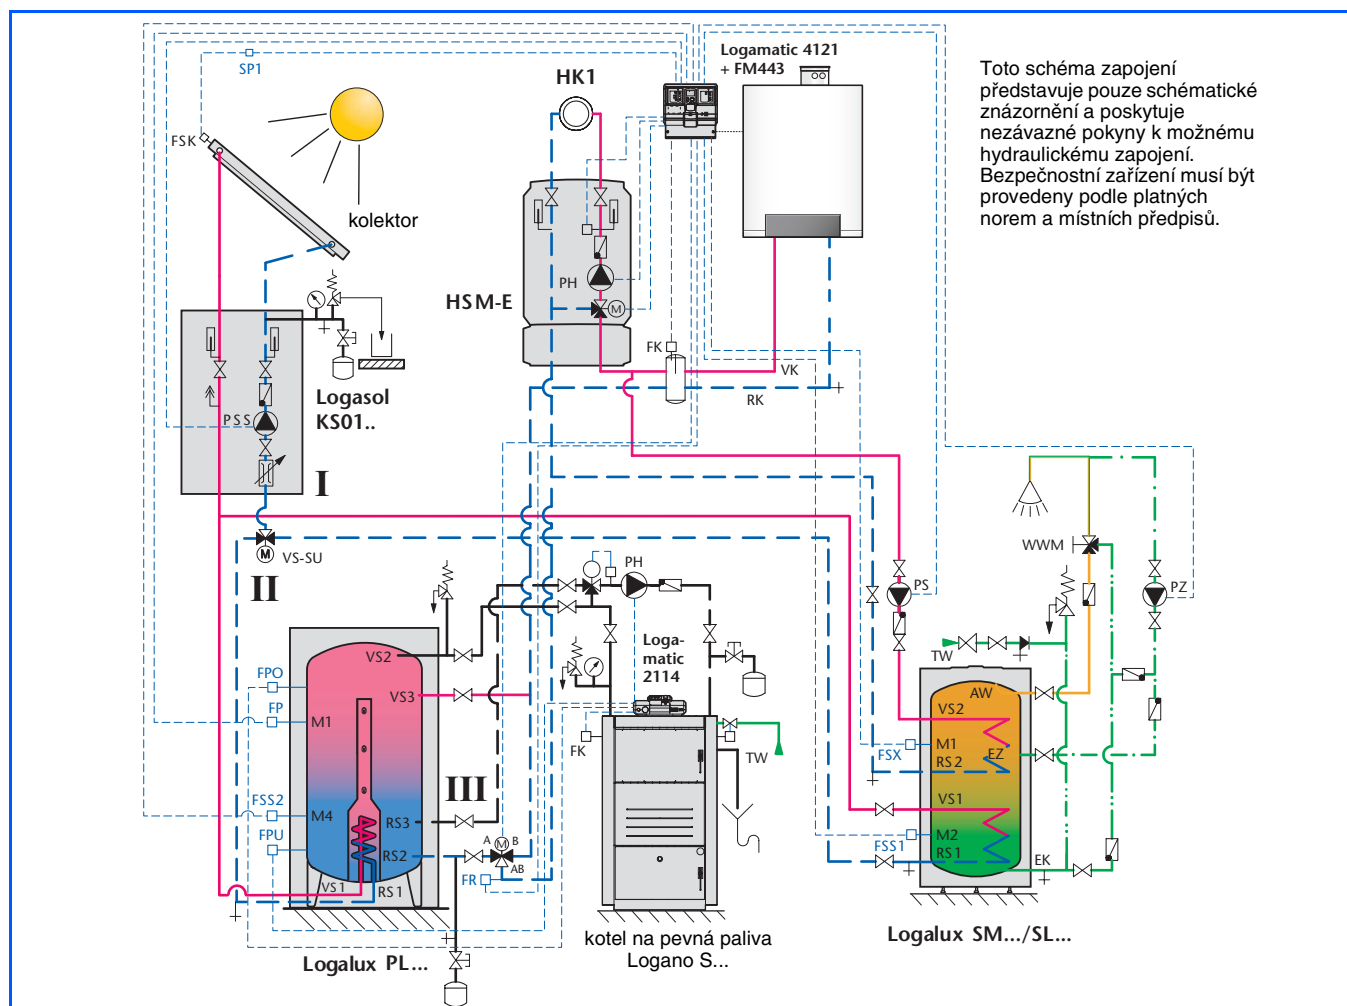 Logamatic 4121
+ FM443
Toto schéma zapojení
představuje pouze schématické
znázornění a poskytuje
nezávazné pokyny k možnému
hydraulickému zapojení.
Bezpečnostní zařízení musí být
provedeny podle platných
norem a místních předpisů.
SP1
HK1
FSK
kolektor
PH
M
HSM-E
FK
VK
RK
Logasol
KS01..
PSS
I
M
VS-SU
II
WWM
PH
PS
PZ
Loga-
matic
2114
TW
VS2
FPO
VS3
FP
M1
AW
VS2
M1
EZ
FSX
RS2
FK
TW
III
FSS2
M4
RS3
FPU
RS2
A
M
B
AB
FR
VS1
RS1
VS1
M2
FSS1
RS1
EK
kotel na pevná paliva
Logano S...
Logalux PL...
Logalux SM.../SL...